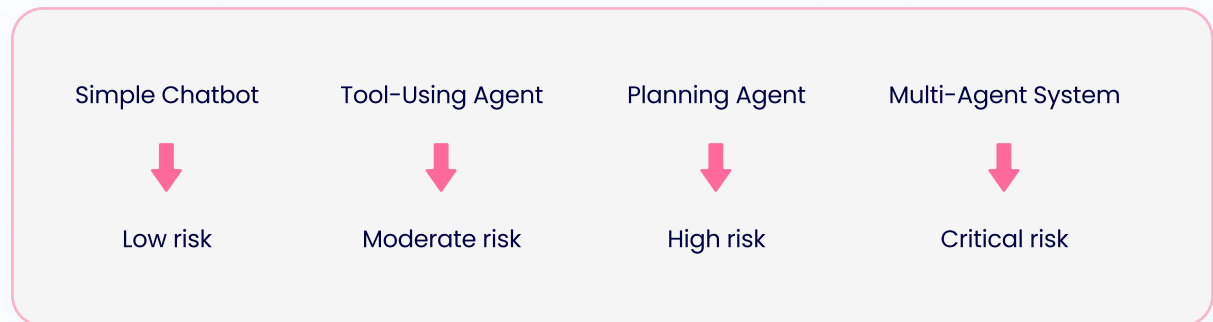 Simple Chatbot
Tool-Using Agent
Planning Agent
Multi-Agent System
Low risk
Moderate risk
High risk
Critical risk